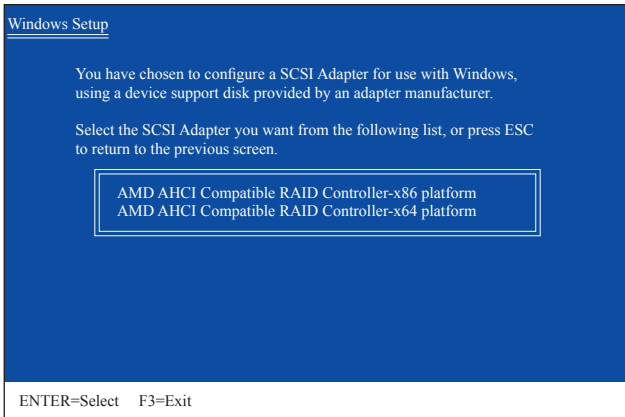 Windows Setup
You have chosen to configure a SCSI Adapter for use with Windows,
using a device support disk provided by an adapter manufacturer.
Select the SCSI Adapter you want from the following list, or press ESC
to return to the previous screen.
AMD AHCI Compatible RAID Controller-x86 platform
AMD AHCI Compatible RAID Controller-x64 platform
ENTER=Select F3=Exit